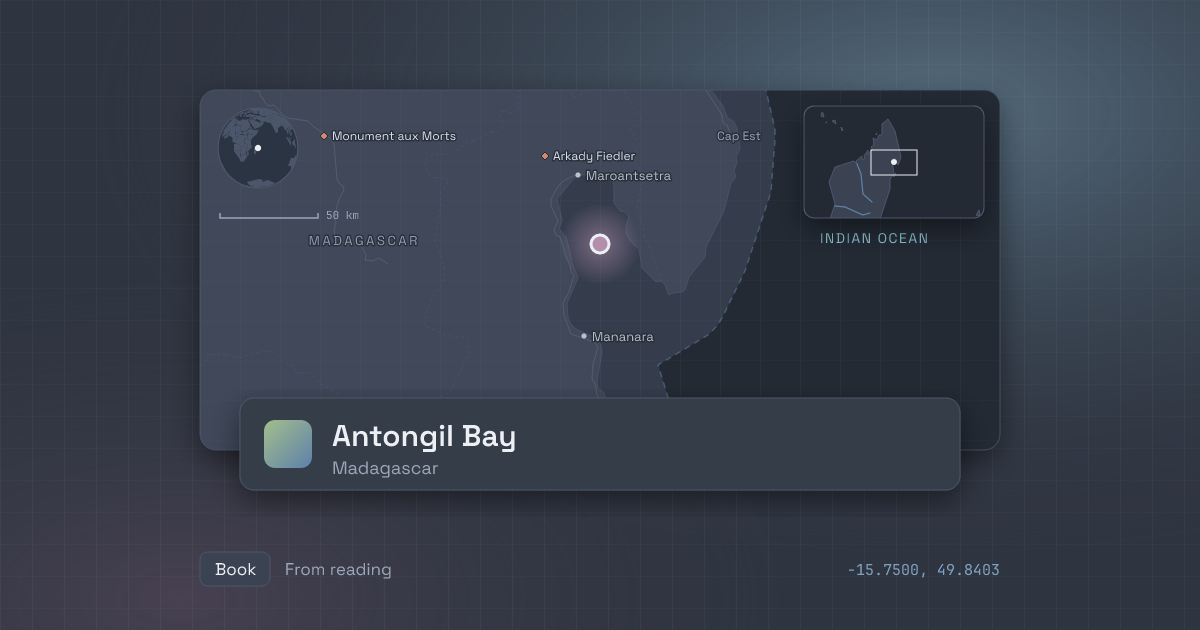 Monument aux Morts
Arkady Fiedler
Maroantsetra
Cap Est
50 km
MADAGASCAR
INDIAN OCEAN
Mananara
Antongil Bay
Madagascar
Book
From reading
-15.7500, 49.8403